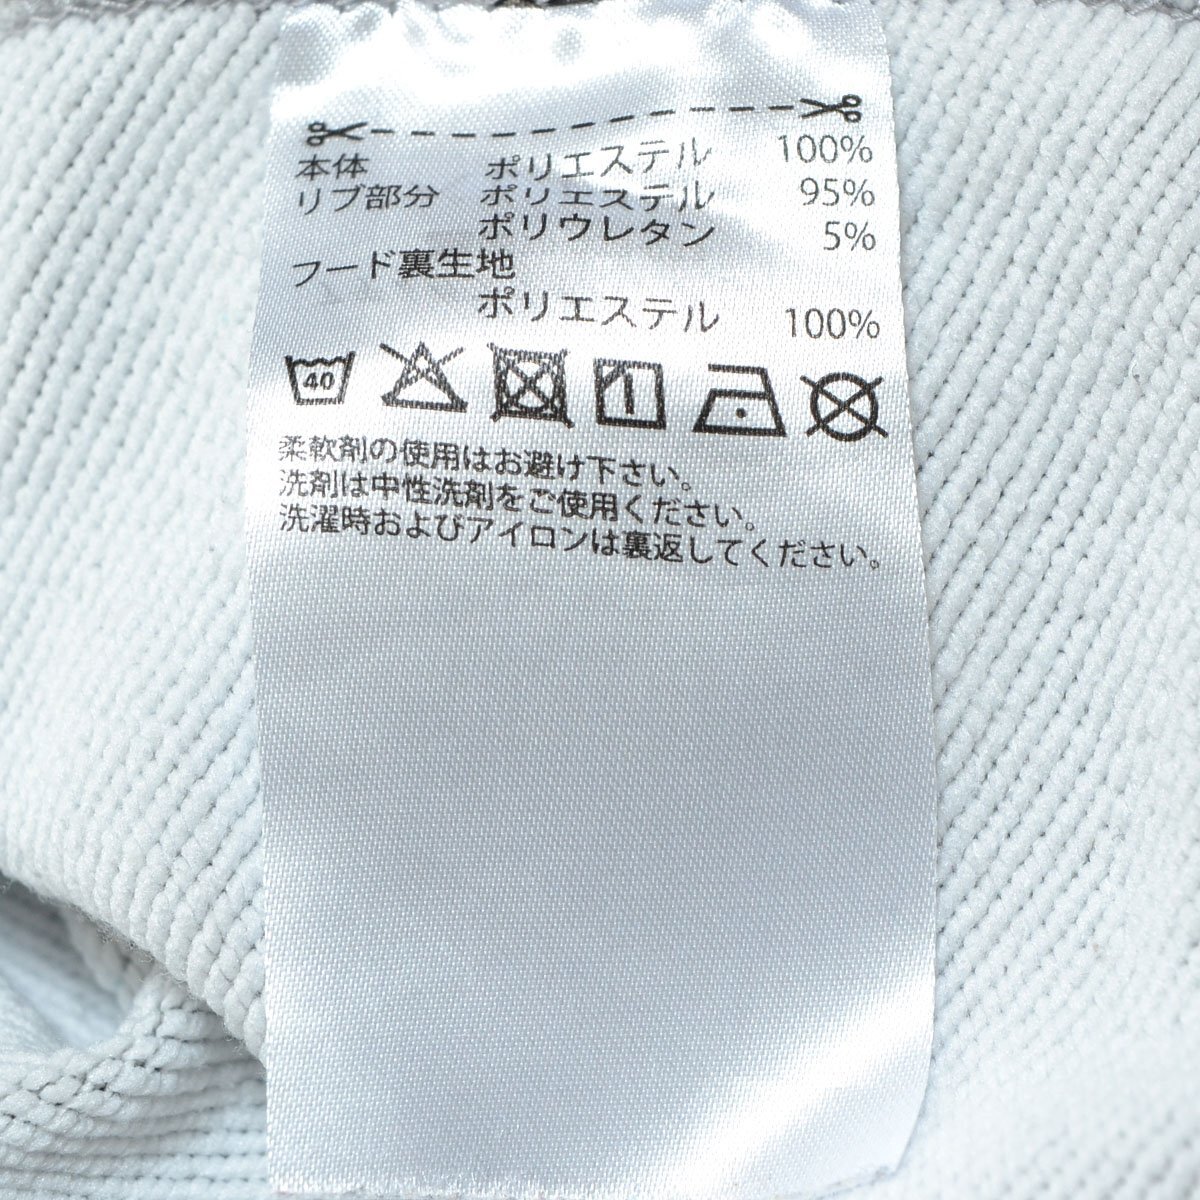 本体 ポリエステル 100%
リブ部分 ポリエステル 95%
ポリウレタン 5%
フード裏生地
ポリエステル 100%
40
柔軟剤の使用はお避け下さい。
洗剤は中性洗剤をご使用ください。
洗濯時およびアイロンは裏返してください。